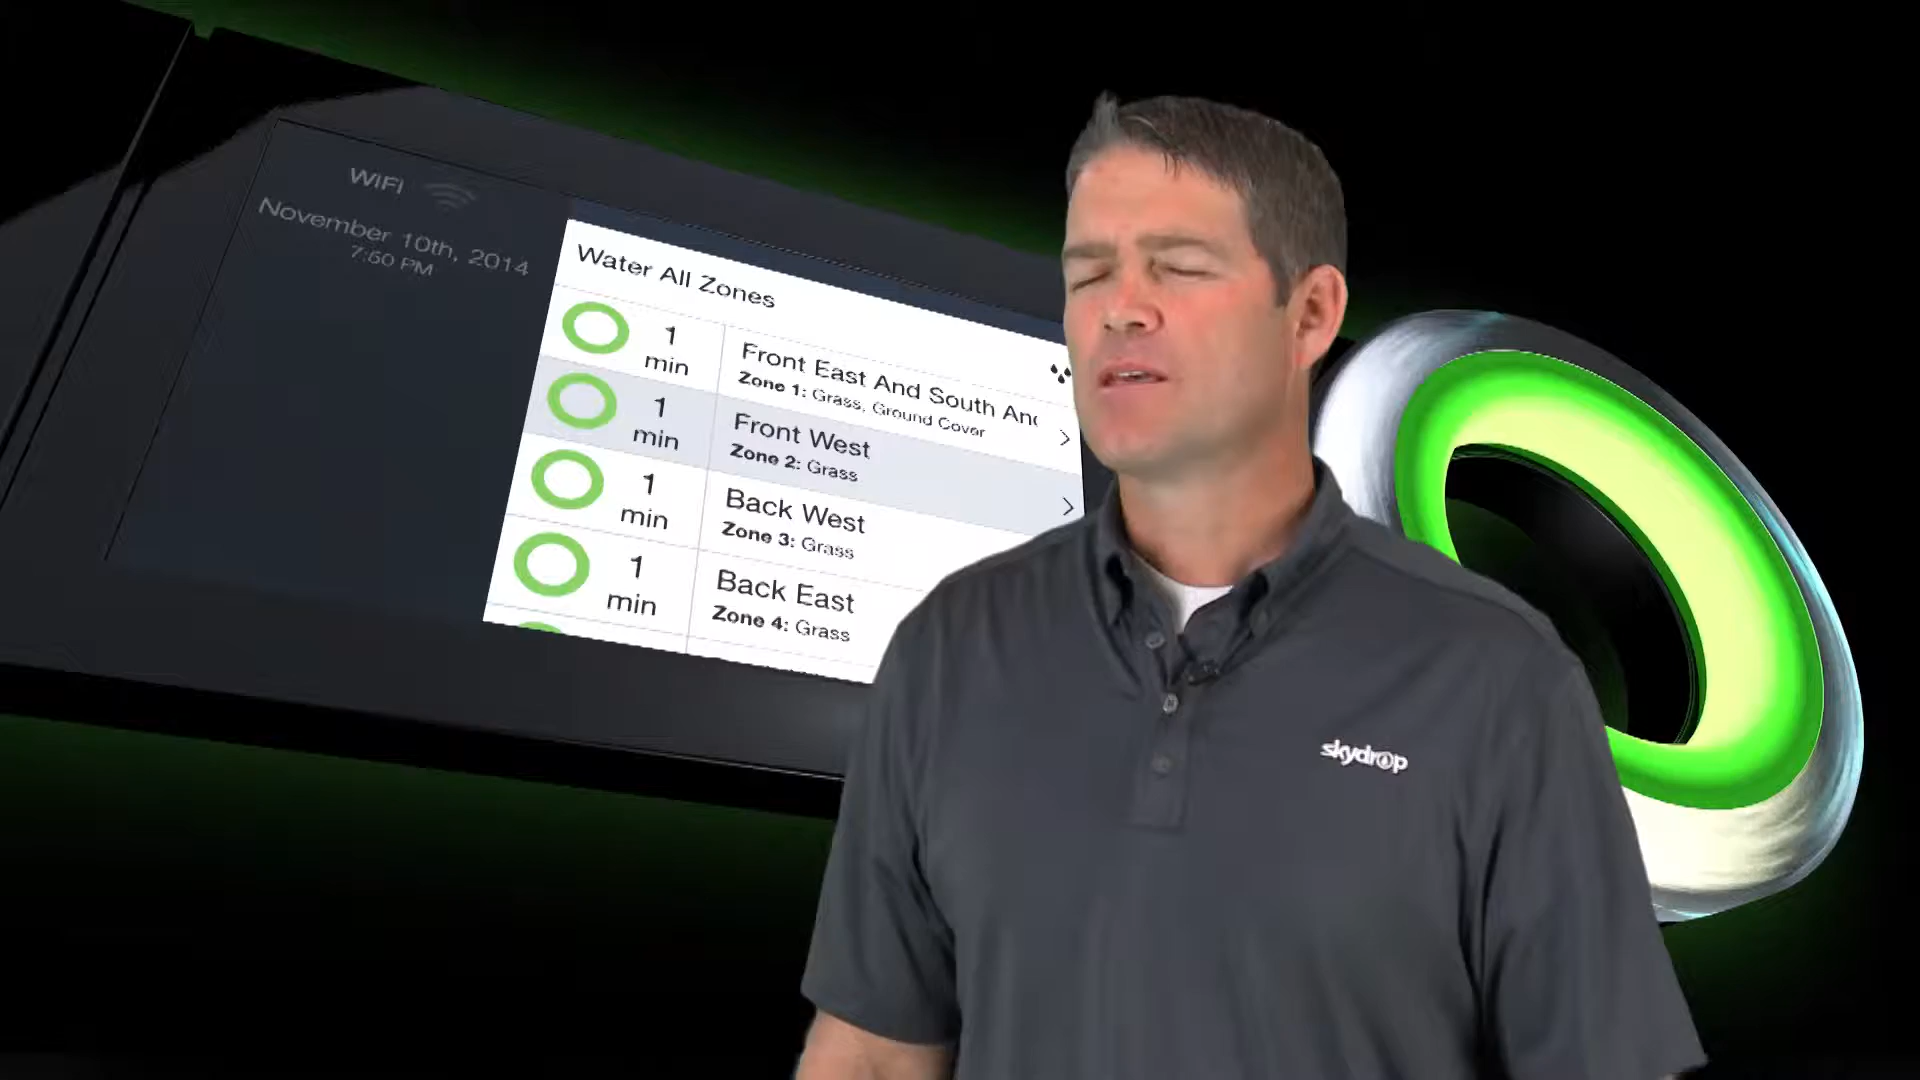 WIFI
November 10th, 2014
7:50 PM
Water All Zones
1
min
Front East And South And
Zone 1: Grass, Ground Cover
1
min
Front West
Zone 2: Grass
1
min
Back West
Zone 3: Grass
1
min
Back East
Zone 4: Grass
skydrop